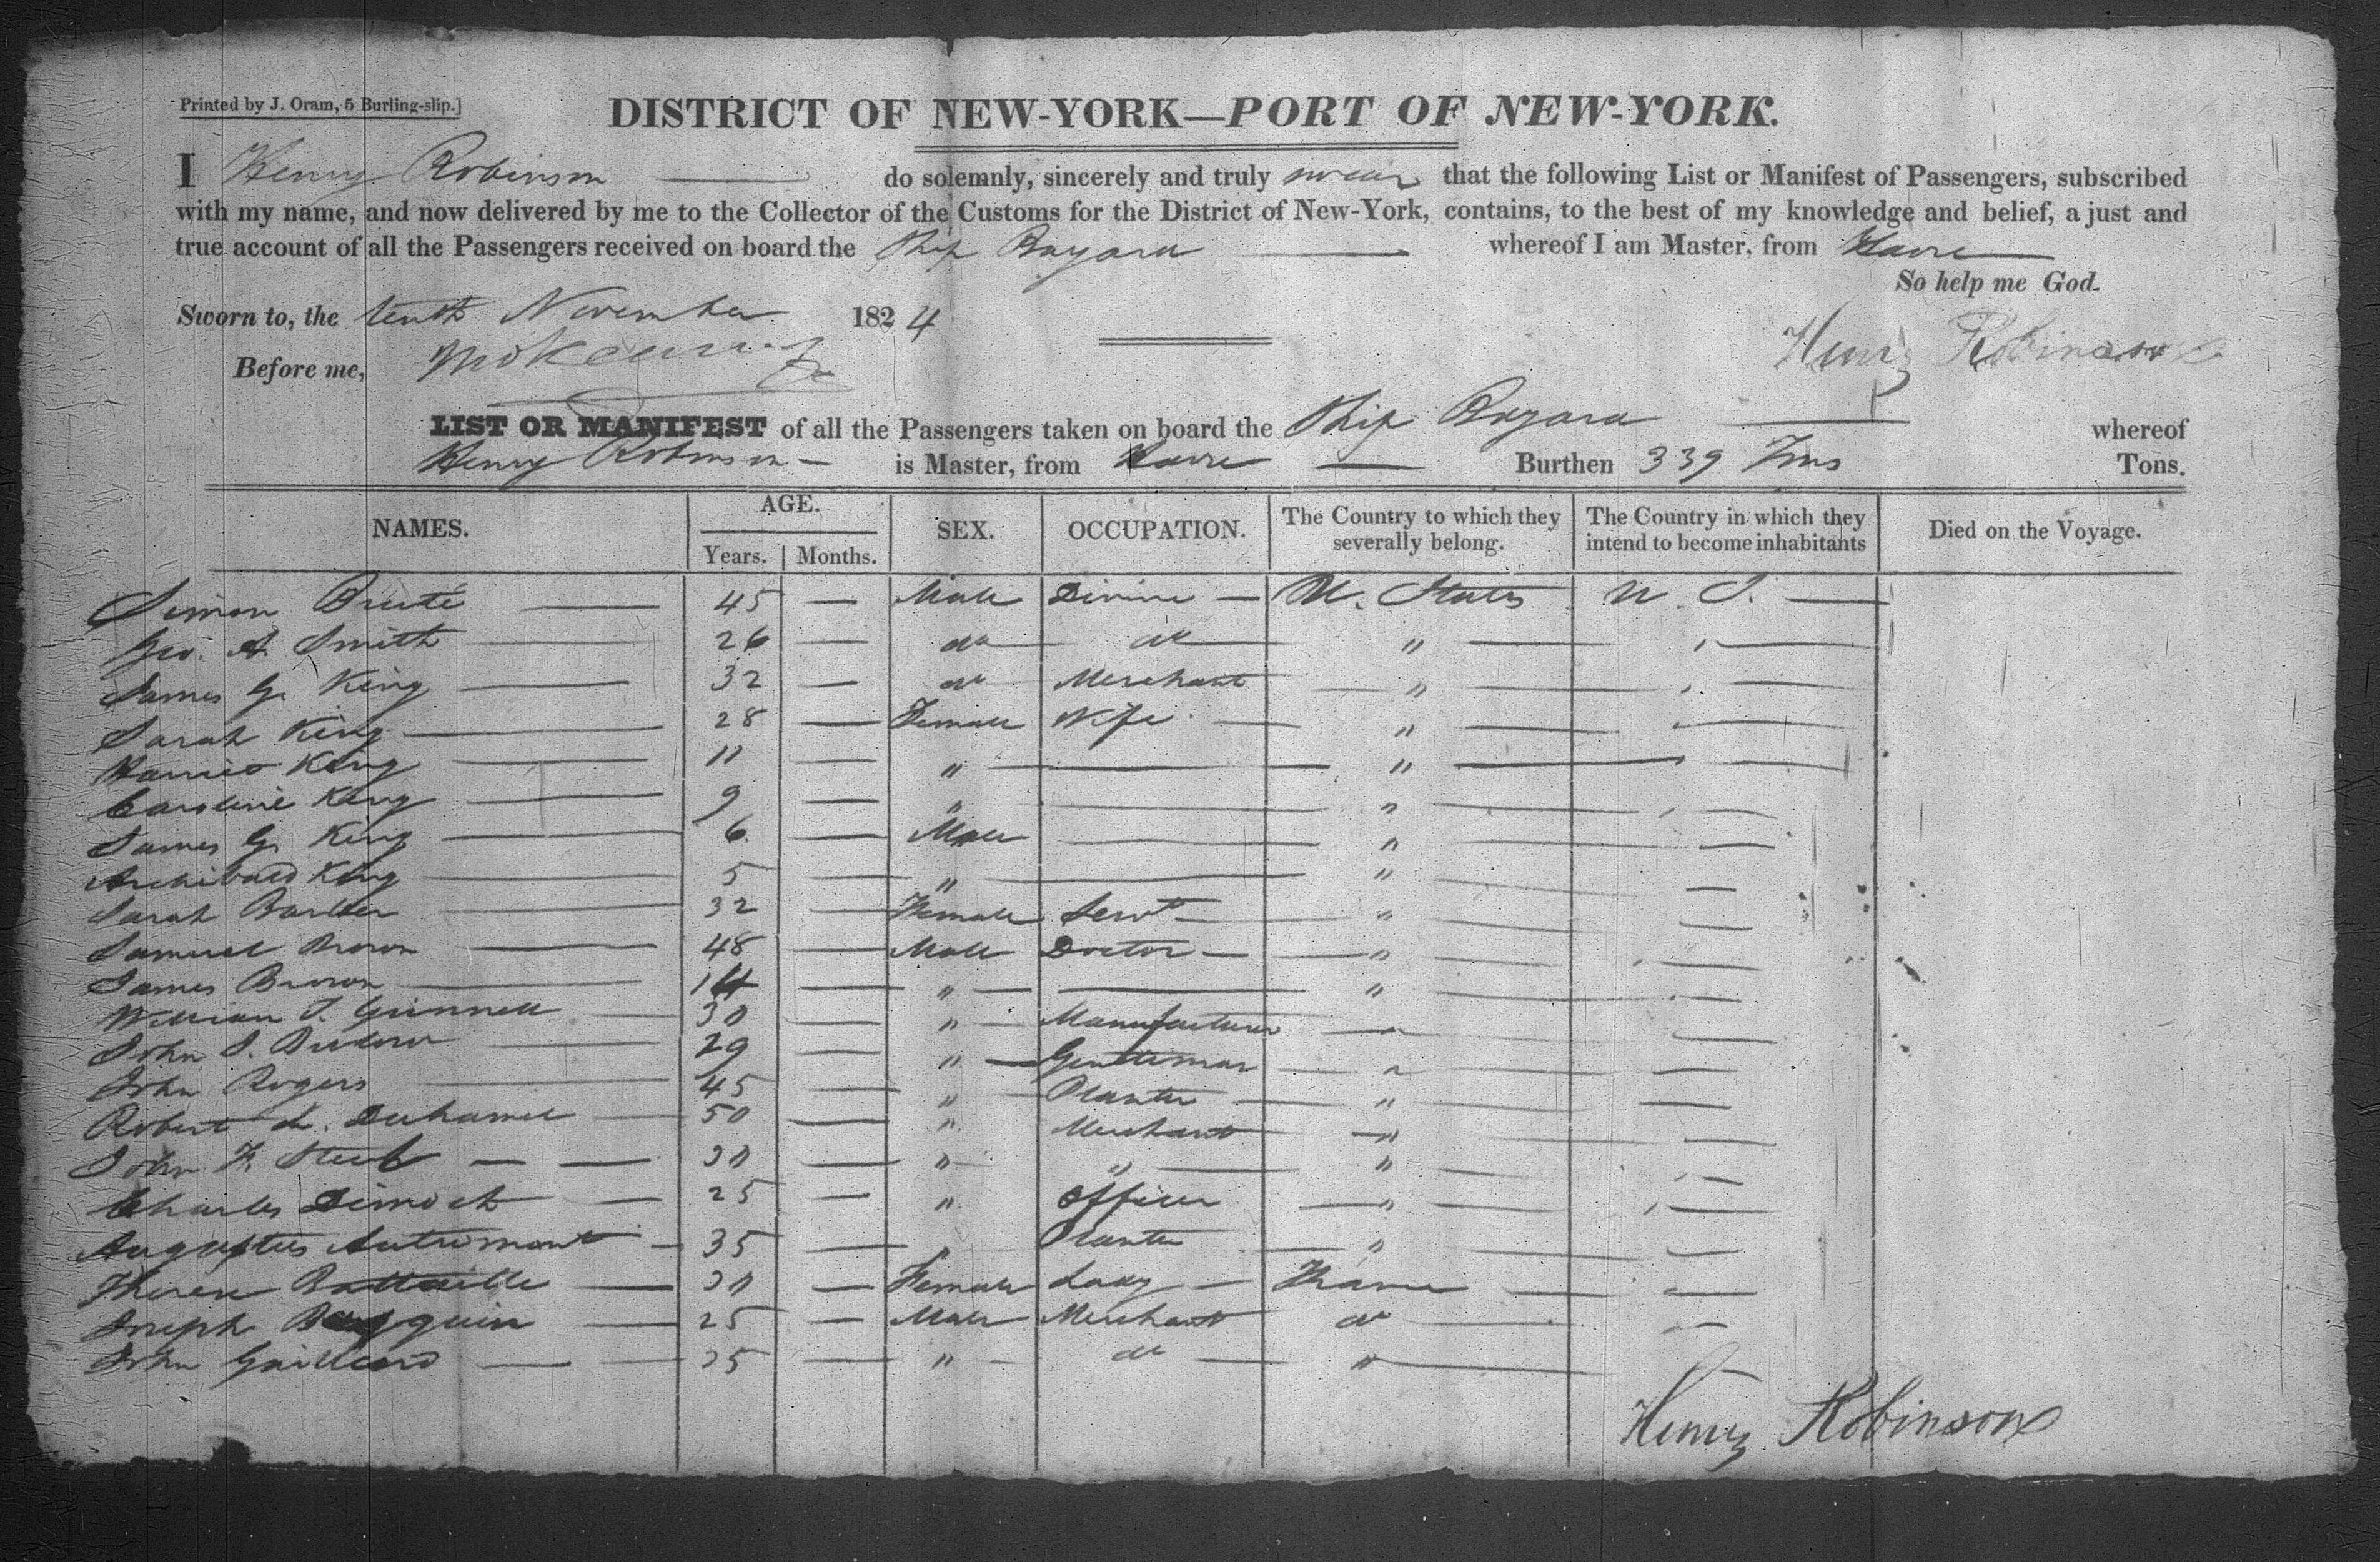 Printed by J. Oram, 5 Burling-slip.]
DISTRICT OF NEW-YORK—PORT OF NEW-YORK.
I Henry Robinson do solemnly, sincerely and truly swear that the following List or Manifest of Passengers, subscribed
with my name, and now delivered by me to the Collector of the Customs for the District of New-York, contains, to the best of my knowledge and belief, a just and
true account of all the Passengers received on board the Ship Bayard whereof I am Master, from Havre
So help me God.
Sworn to, the tenth November 1824
Henry Robinson
Before me,
LIST OR MANIFEST of all the Passengers taken on board the Ship Bayard whereof
Henry Robinson is Master, from Havre Burthen 339 Tons Tons.
NAMES. AGE. SEX. OCCUPATION. The Country to which they severally belong. The Country in which they intend to become inhabitants Died on the Voyage.
Years. Months.
Simon Bruté 45 — Male Divine — U. States U. S. —
Geo. A Smith 26 — do do " "
James G. King 32 — do Merchant " "
Sarah King 28 — Female Wife " "
King 11 — " — " "
Caroline King 9 — " — " "
James G. King 6 — Male — " —
Archibald King 5 — " — " —
Sarah Barber 32 — Female Servt " —
Samuel Brown 48 — Male Doctor — " —
James Brown 14 — " — " —
William T. Grinnell 30 — " Manufacturer " —
John S. 29 — " Gentleman " —
John Rogers 45 — " Planter " —
Robert L. Duhamel 50 — " Merchant " —
John F. 30 — " " " —
Charles Dimock 25 — " Officer " —
Augustus 35 — " Planter " —
Therese Battaille 30 — Female Lady — France —
Joseph 25 — Male Merchant do —
John Gailliard 25 — " do " —
Henry Robinson